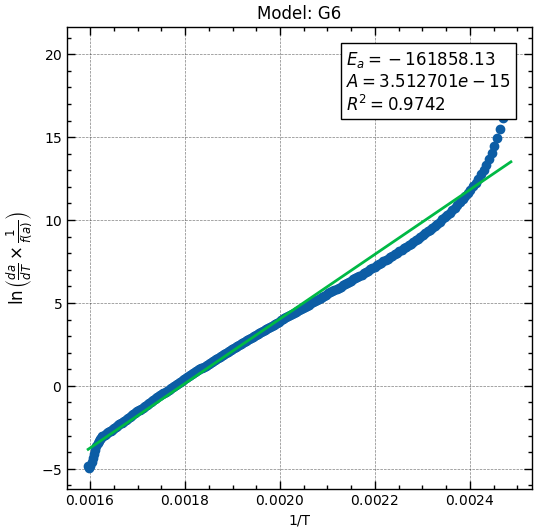 Model: G6
E_a = −161858.13
A = 3.512701e − 15
R² = 0.9742
ln(da/dT × 1/f(a))
20
15
10
5
0
−5
0.0016 0.0018 0.0020 0.0022 0.0024
1/T